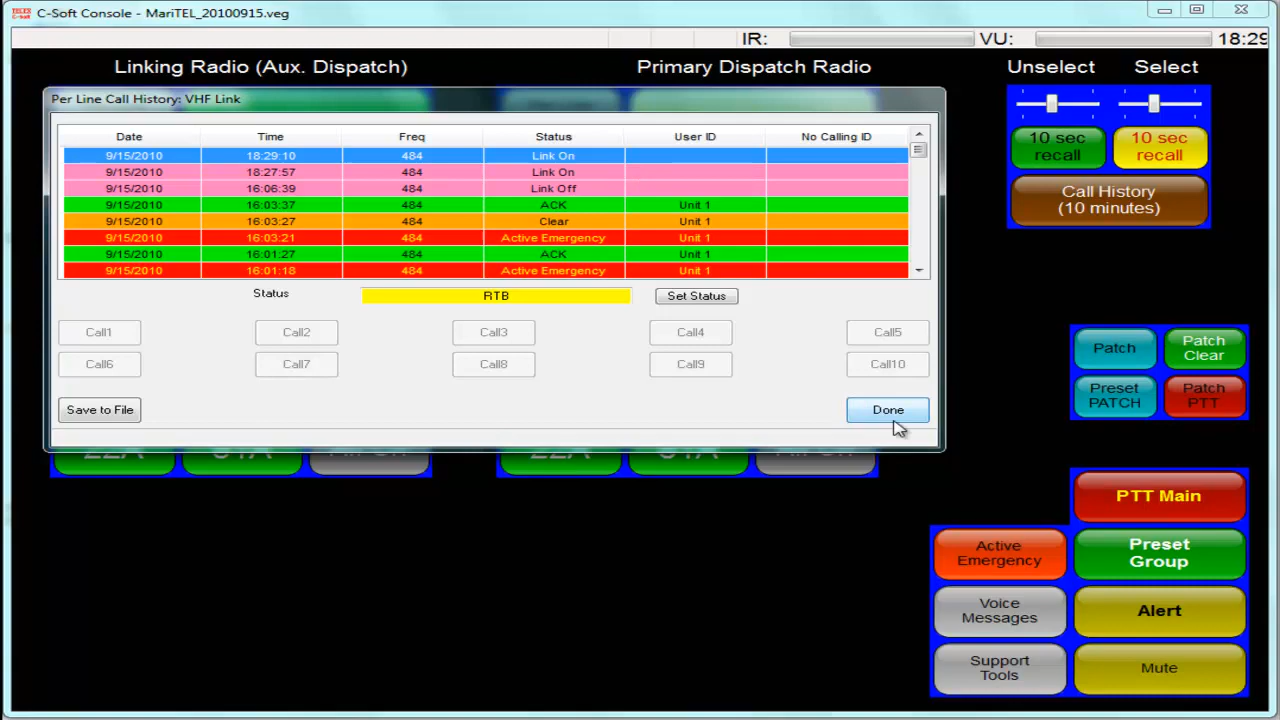 TELEX
C-Soft
C-Soft Console - MariTEL_20100915.veg
IR:
VU:
18:29
Linking Radio (Aux. Dispatch)
Primary Dispatch Radio
Unselect
Select
Per Line Call History: VHF Link
Date Time Freq Status User ID No Calling ID
9/15/2010 18:29:10 484 Link On
9/15/2010 18:27:57 484 Link On
9/15/2010 16:06:39 484 Link Off
9/15/2010 16:03:37 484 ACK Unit 1
9/15/2010 16:03:27 484 Clear Unit 1
9/15/2010 16:03:21 484 Active Emergency Unit 1
9/15/2010 16:01:27 484 ACK Unit 1
9/15/2010 16:01:18 484 Active Emergency Unit 1
Status RTB Set Status
Call1 Call2 Call3 Call4 Call5
Call6 Call7 Call8 Call9 Call10
Save to File
Done
10 sec
recall
10 sec
recall
Call History
(10 minutes)
Patch
Patch
Clear
Preset
PATCH
Patch
PTT
PTT Main
Active
Emergency
Preset
Group
Voice
Messages
Alert
Support
Tools
Mute